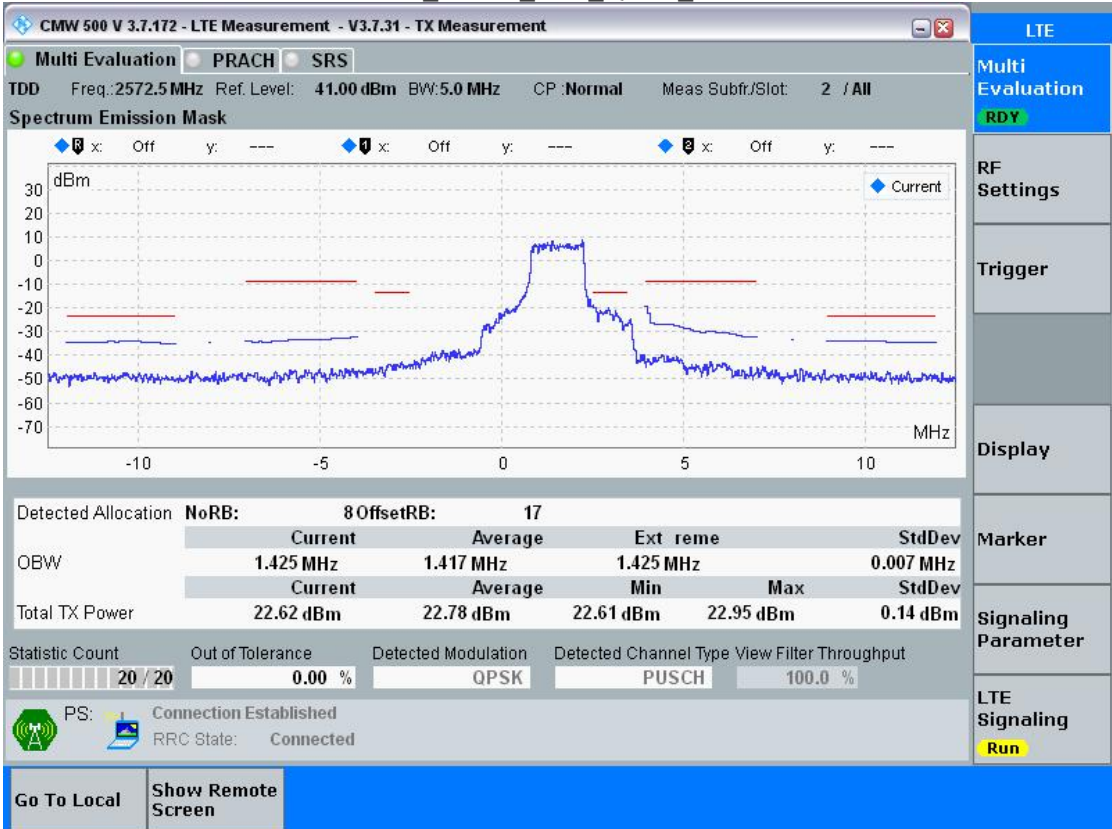 CMW 500 V 3.7.172 - LTE Measurement - V3.7.31 - TX Measurement
LTE
Multi Evaluation PRACH SRS
Multi
Evaluation
RDY
TDD Freq.:2572.5 MHz Ref. Level: 41.00 dBm BW:5.0 MHz CP :Normal Meas Subfr./Slot: 2 / All
Spectrum Emission Mask
R x: Off y: --- 1 x: Off y: --- 2 x: Off y: ---
dBm
Current
30
20
10
0
-10
-20
-30
-40
-50
-60
-70
MHz
-10 -5 0 5 10
RF
Settings
Trigger
Display
Marker
Signaling
Parameter
LTE
Signaling
Run
Detected Allocation NoRB: 8 OffsetRB: 17
Current Average Ext reme StdDev
OBW 1.425 MHz 1.417 MHz 1.425 MHz 0.007 MHz
Current Average Min Max StdDev
Total TX Power 22.62 dBm 22.78 dBm 22.61 dBm 22.95 dBm 0.14 dBm
Statistic Count Out of Tolerance Detected Modulation Detected Channel Type View Filter Throughput
20 / 20 0.00 % QPSK PUSCH 100.0 %
PS: Connection Established
RRC State: Connected
Go To Local
Show Remote
Screen